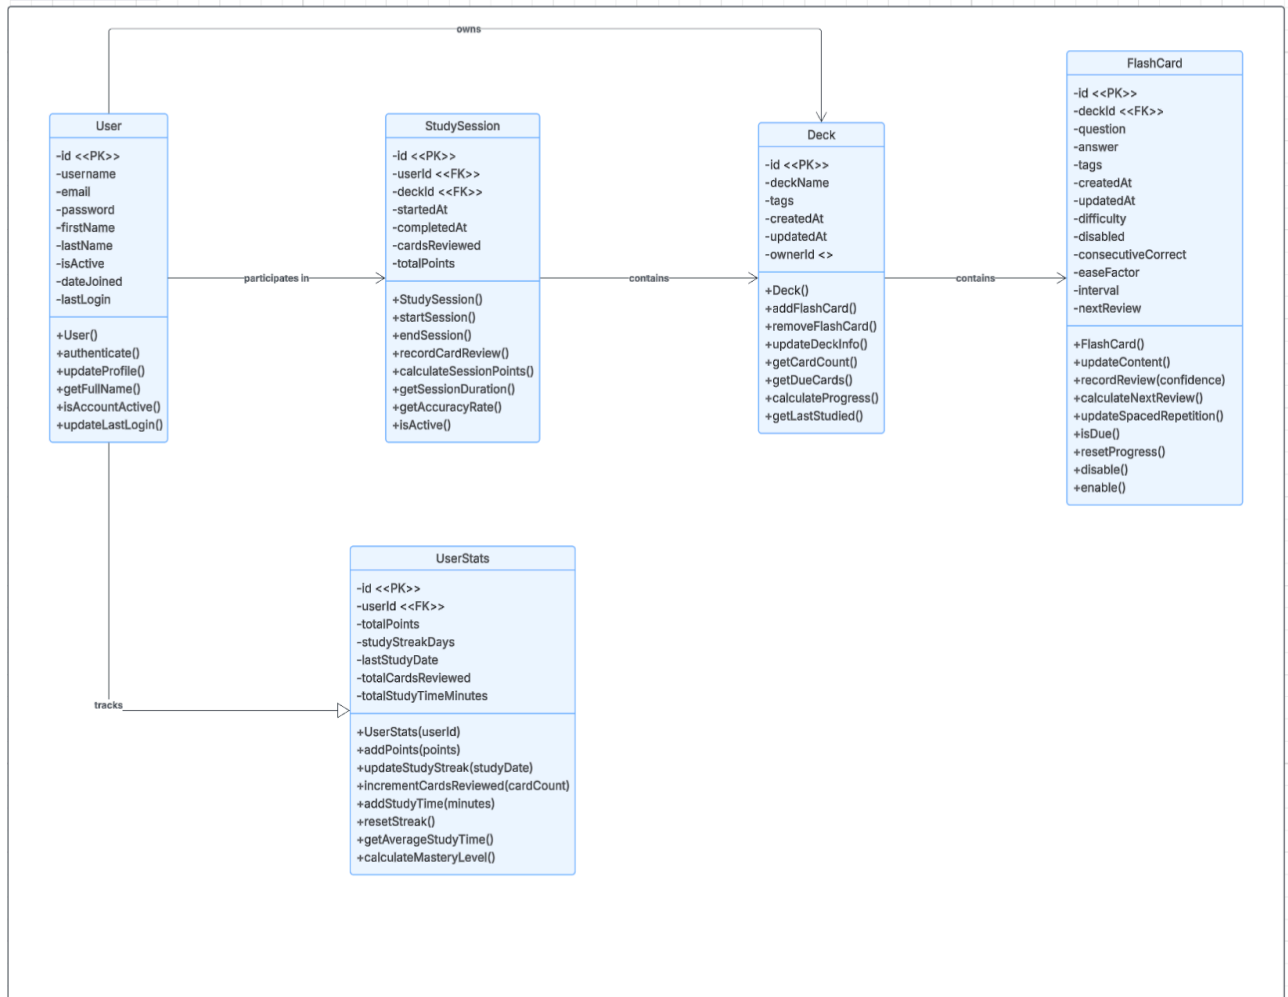 owns
User
-id <<PK>>
-username
-email
-password
-firstName
-lastName
-isActive
-dateJoined
-lastLogin
+User()
+authenticate()
+updateProfile()
+getFullName()
+isAccountActive()
+updateLastLogin()
participates in
StudySession
-id <<PK>>
-userId <<FK>>
-deckId <<FK>>
-startedAt
-completedAt
-cardsReviewed
-totalPoints
+StudySession()
+startSession()
+endSession()
+recordCardReview()
+calculateSessionPoints()
+getSessionDuration()
+getAccuracyRate()
+isActive()
contains
Deck
-id <<PK>>
-deckName
-tags
-createdAt
-updatedAt
-ownerId <>
+Deck()
+addFlashCard()
+removeFlashCard()
+updateDeckInfo()
+getCardCount()
+getDueCards()
+calculateProgress()
+getLastStudied()
contains
FlashCard
-id <<PK>>
-deckId <<FK>>
-question
-answer
-tags
-createdAt
-updatedAt
-difficulty
-disabled
-consecutiveCorrect
-easeFactor
-interval
-nextReview
+FlashCard()
+updateContent()
+recordReview(confidence)
+calculateNextReview()
+updateSpacedRepetition()
+isDue()
+resetProgress()
+disable()
+enable()
tracks
UserStats
-id <<PK>>
-userId <<FK>>
-totalPoints
-studyStreakDays
-lastStudyDate
-totalCardsReviewed
-totalStudyTimeMinutes
+UserStats(userId)
+addPoints(points)
+updateStudyStreak(studyDate)
+incrementCardsReviewed(cardCount)
+addStudyTime(minutes)
+resetStreak()
+getAverageStudyTime()
+calculateMasteryLevel()